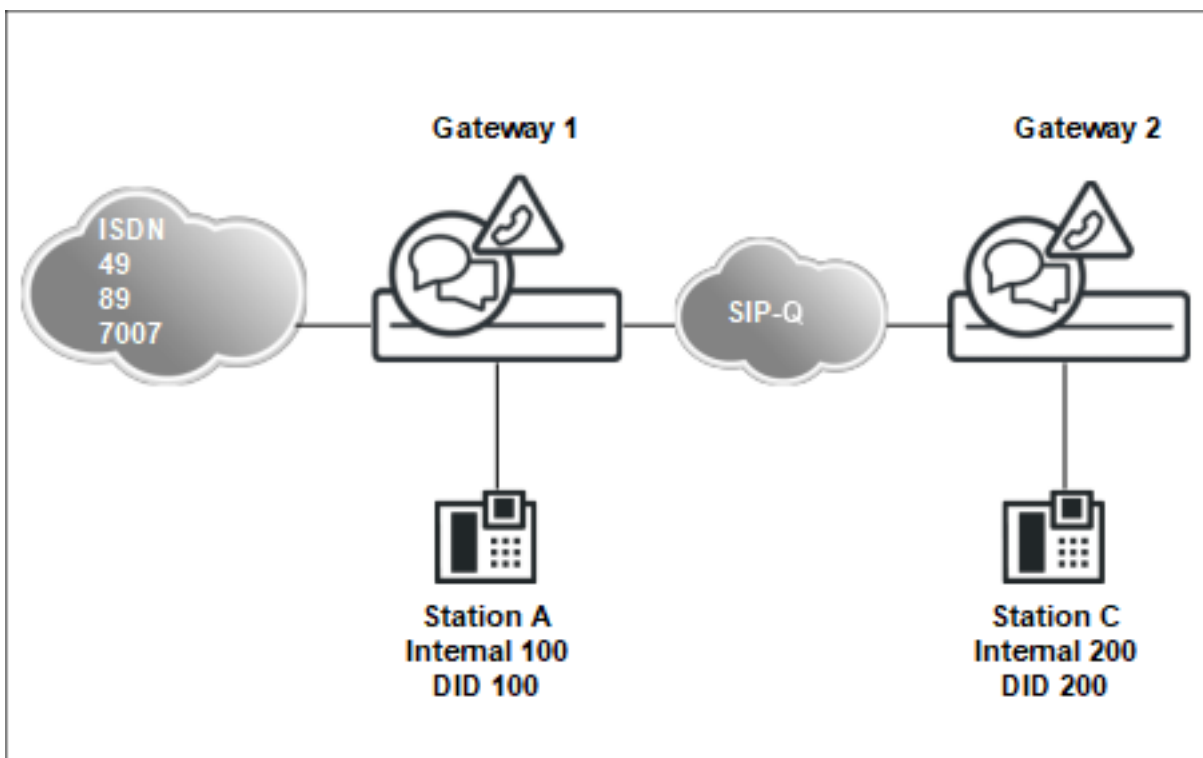 Gateway 1
Gateway 2
ISDN
49
89
7007
SIP-Q
Station A
Internal 100
DID 100
Station C
Internal 200
DID 200